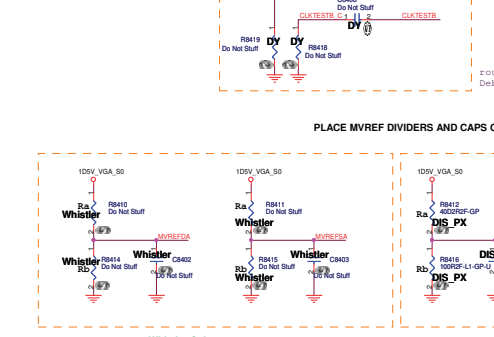 Do Not Stuff
CLKTESTB_C 1 2 CLKTESTB
DY
R8419 DY DY R8418
Do Not Stuff Do Not Stuff
PLACE MVREF DIVIDERS AND CAPS
1D5V_VGA_S0 1D5V_VGA_S0 1D5V_VGA_S0
Ra R8410 Do Not Stuff
Whistler
Ra R8411 Do Not Stuff
Whistler
Ra R8412 40D2R2F-GP
DIS_PX
MVREFDA MVREFSA
Whistler R8414 Do Not Stuff
Rb
Whistler C8402 Do Not Stuff
Rb R8415 Do Not Stuff
Whistler
Whistler C8403 Do Not Stuff
Rb R8416 100R2F-L1-GP-U
DIS_PX